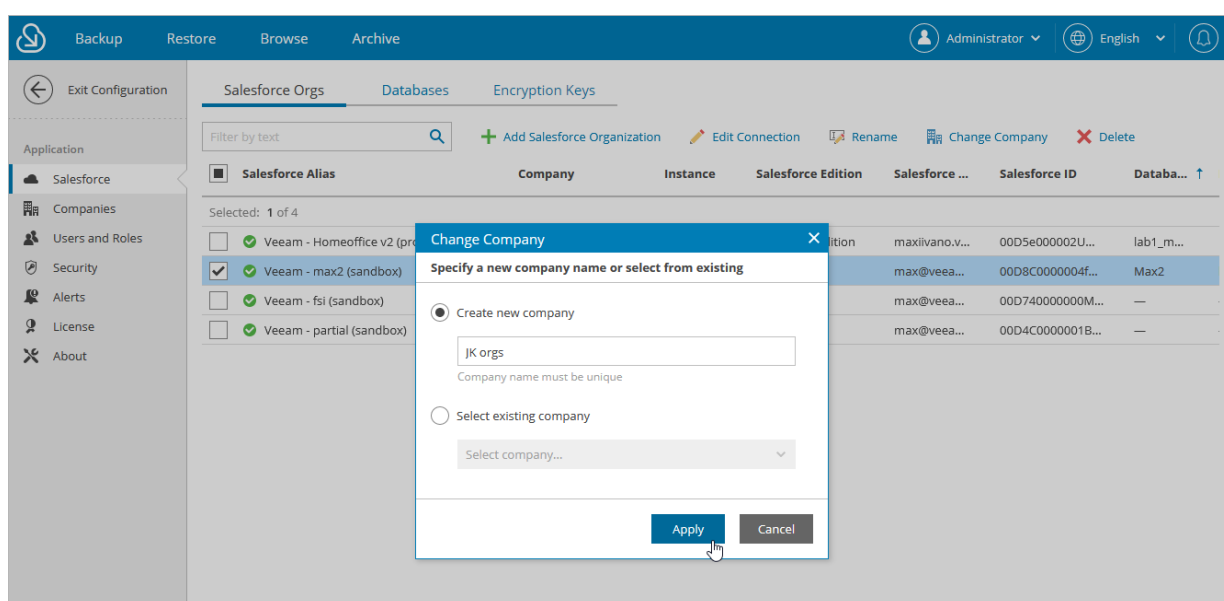 Backup Restore Browse Archive Administrator English
Exit Configuration
Salesforce Orgs Databases Encryption Keys
Filter by text Add Salesforce Organization Edit Connection Rename Change Company Delete
Application
Salesforce
Companies
Users and Roles
Security
Alerts
License
About
Salesforce Alias Company Instance Salesforce Edition Salesforce ... Salesforce ID Databa...
Selected: 1 of 4
Veeam - Homeoffice v2 (pro dition maxiivano.v... 00D5e000002U... lab1_m...
Veeam - max2 (sandbox) max@veea... 00D8C0000004f... Max2
Veeam - fsi (sandbox) max@veea... 00D740000000M... —
Veeam - partial (sandbox) max@veea... 00D4C0000001B... —
Change Company
Specify a new company name or select from existing
Create new company
JK orgs
Company name must be unique
Select existing company
Select company...
Apply Cancel